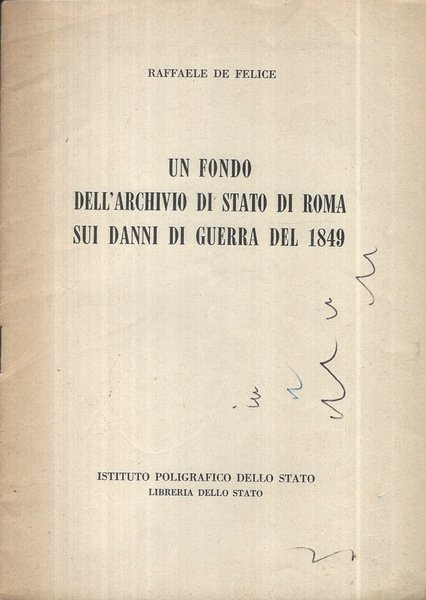 RAFFAELE DE FELICE
UN FONDO
DELL'ARCHIVIO DI STATO DI ROMA
SUI DANNI DI GUERRA DEL 1849
ISTITUTO POLIGRAFICO DELLO STATO
LIBRERIA DELLO STATO